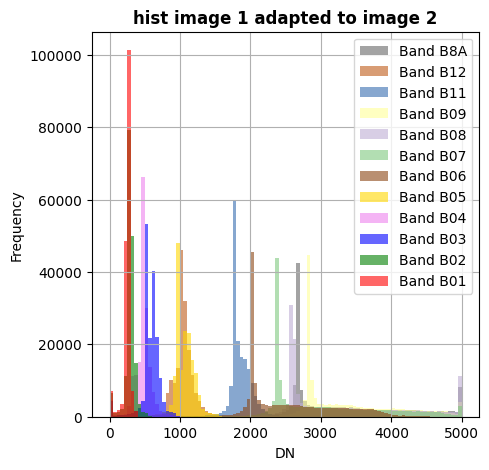 hist image 1 adapted to image 2
100000
80000
60000
40000
20000
0
Frequency
Band B8A
Band B12
Band B11
Band B09
Band B08
Band B07
Band B06
Band B05
Band B04
Band B03
Band B02
Band B01
0 1000 2000 3000 4000 5000
DN